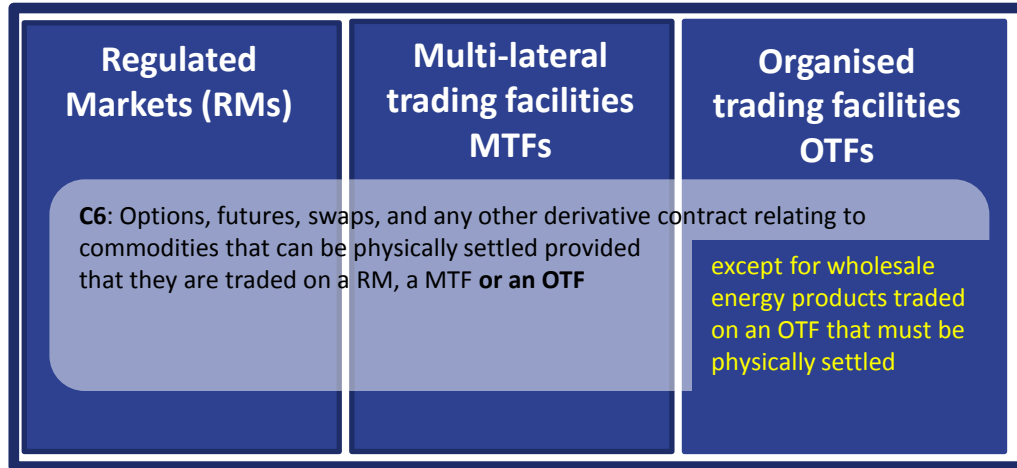 Regulated
Markets (RMs)
Multi-lateral
trading facilities
MTFs
Organised
trading facilities
OTFs
C6: Options, futures, swaps, and any other derivative contract relating to
commodities that can be physically settled provided
that they are traded on a RM, a MTF or an OTF
except for wholesale
energy products traded
on an OTF that must be
physically settled